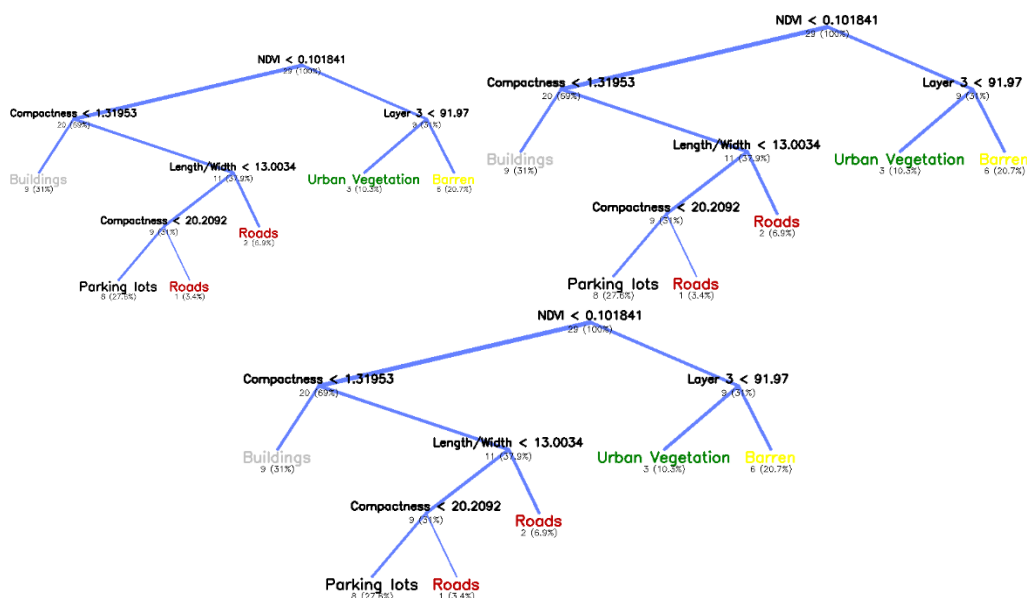 NDVI < 0.101841
29 (100%)
Compactness < 1.31953
20 (69%)
Layer 3 < 91.97
9 (31%)
Buildings
9 (31%)
Length/Width < 13.0034
11 (37.9%)
Urban Vegetation
3 (10.3%)
Barren
6 (20.7%)
Compactness < 20.2092
9 (31%)
Roads
2 (6.9%)
Parking lots
8 (27.6%)
Roads
1 (3.4%)
NDVI < 0.101841
29 (100%)
Compactness < 1.31953
20 (69%)
Layer 3 < 91.97
9 (31%)
Buildings
9 (31%)
Length/Width < 13.0034
11 (37.9%)
Urban Vegetation
3 (10.3%)
Barren
6 (20.7%)
Compactness < 20.2092
9 (31%)
Roads
2 (6.9%)
Parking lots
8 (27.6%)
Roads
1 (3.4%)
NDVI < 0.101841
29 (100%)
Compactness < 1.31953
20 (69%)
Layer 3 < 91.97
9 (31%)
Buildings
9 (31%)
Length/Width < 13.0034
11 (37.9%)
Urban Vegetation
3 (10.3%)
Barren
6 (20.7%)
Compactness < 20.2092
9 (31%)
Roads
2 (6.9%)
Parking lots
8 (27.6%)
Roads
1 (3.4%)